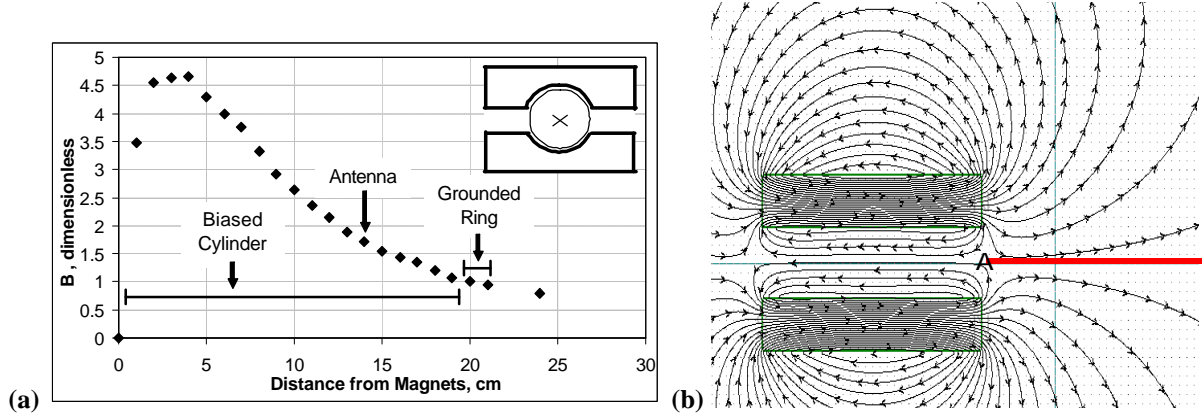 5
4.5
4
3.5
3
2.5
2
1.5
1
0.5
0
B , dimensionless
Antenna
Grounded
Ring
Biased
Cylinder
0 5 10 15 20 25 30
Distance from Magnets, cm
(a)
A
(b)